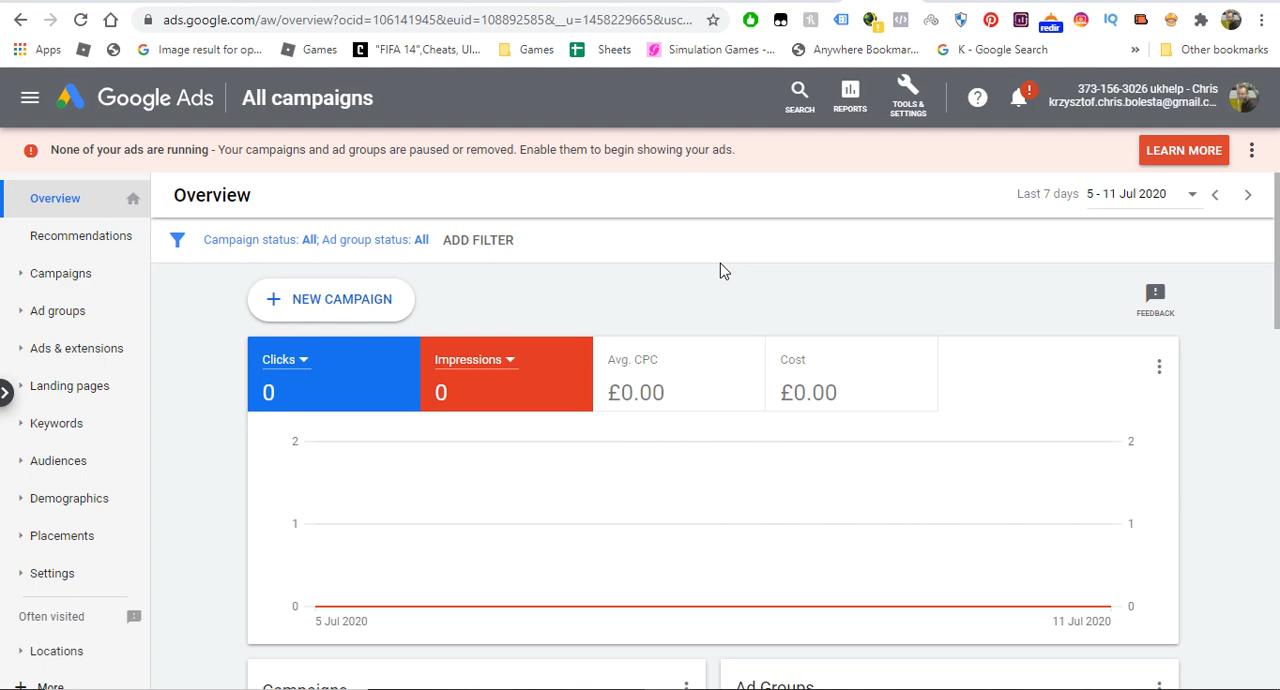 ads.google.com/aw/overview?ocid=106141945&euid=108892585&__u=1458229665&usc...
redir
IQ
Apps
Image result for op...
Games
"FIFA 14",Cheats, Ul...
Games
Sheets
Simulation Games -...
Anywhere Bookmar...
K - Google Search
»
Other bookmarks
Google Ads
All campaigns
SEARCH
REPORTS
TOOLS &
SETTINGS
373-156-3026 ukhelp - Chris
krzysztof.chris.bolesta@gmail.c...
None of your ads are running - Your campaigns and ad groups are paused or removed. Enable them to begin showing your ads.
LEARN MORE
Overview
Recommendations
Campaigns
Ad groups
Ads & extensions
Landing pages
Keywords
Audiences
Demographics
Placements
Settings
Often visited
Locations
+ More
Overview
Last 7 days 5 - 11 Jul 2020
Campaign status: All; Ad group status: All ADD FILTER
+ NEW CAMPAIGN
FEEDBACK
Clicks
0
Impressions
0
Avg. CPC
£0.00
Cost
£0.00
2 2
1 1
0 0
5 Jul 2020 11 Jul 2020
Campaigns
Ad Groups